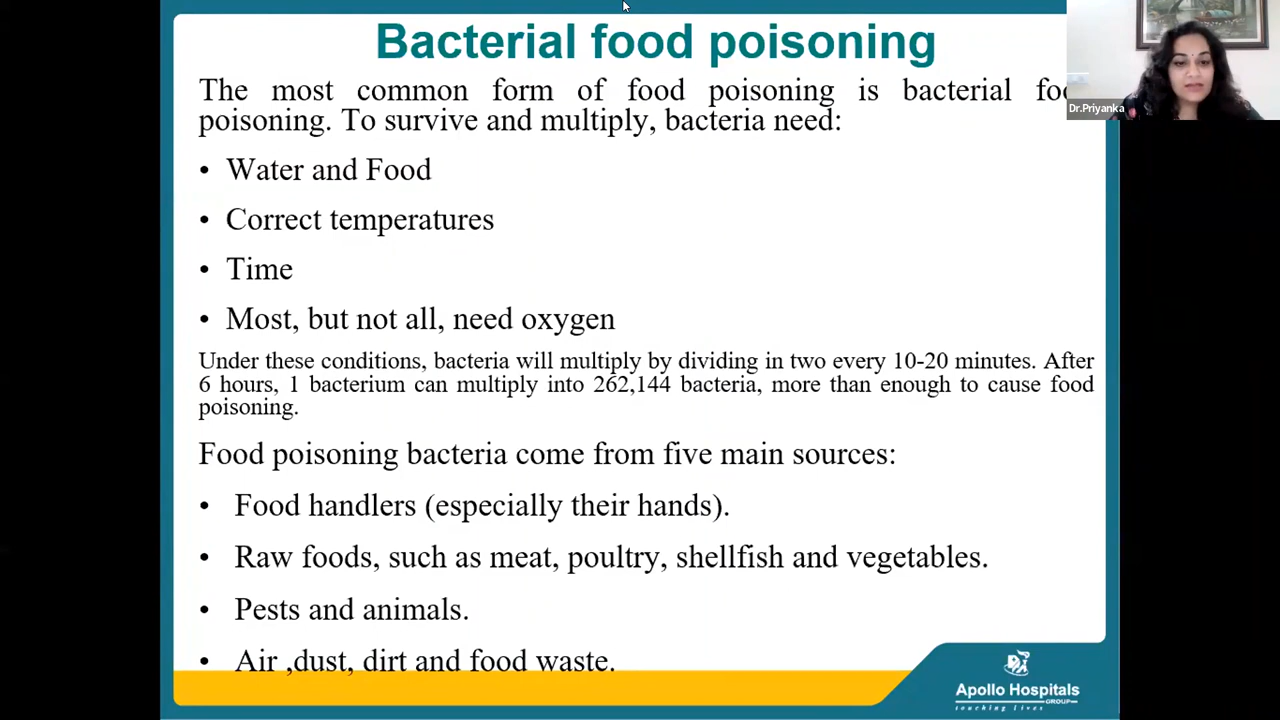 Bacterial food poisoning
The most common form of food poisoning is bacterial foo
poisoning. To survive and multiply, bacteria need:
• Water and Food
• Correct temperatures
• Time
• Most, but not all, need oxygen
Under these conditions, bacteria will multiply by dividing in two every 10-20 minutes. After
6 hours, 1 bacterium can multiply into 262,144 bacteria, more than enough to cause food
poisoning.
Food poisoning bacteria come from five main sources:
• Food handlers (especially their hands).
• Raw foods, such as meat, poultry, shellfish and vegetables.
• Pests and animals.
• Air ,dust, dirt and food waste.
Dr.Priyanka
Apollo Hospitals
GROUP
touching lives